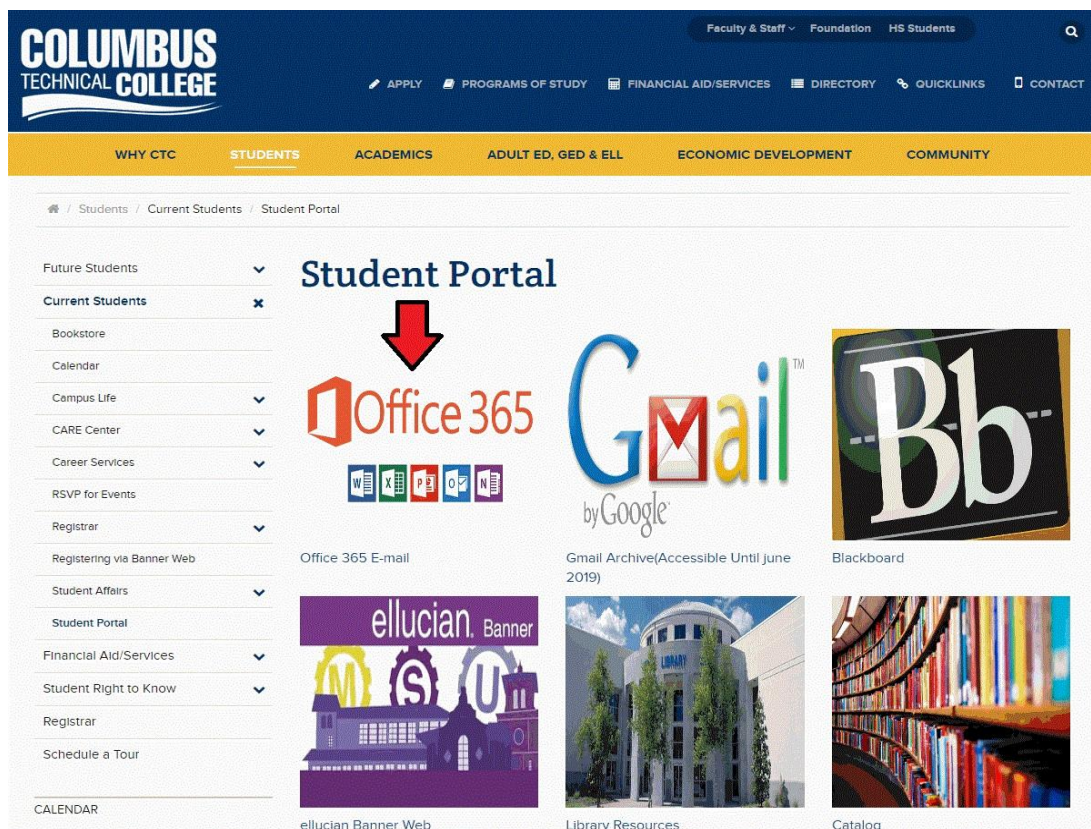 Faculty & Staff Foundation HS Students
COLUMBUS
TECHNICAL COLLEGE
APPLY PROGRAMS OF STUDY FINANCIAL AID/SERVICES DIRECTORY QUICKLINKS CONTACT
WHY CTC STUDENTS ACADEMICS ADULT ED, GED & ELL ECONOMIC DEVELOPMENT COMMUNITY
/ Students / Current Students / Student Portal
Future Students
Current Students
Bookstore
Calendar
Campus Life
CARE Center
Career Services
RSVP for Events
Registrar
Registering via Banner Web
Student Affairs
Student Portal
Financial Aid/Services
Student Right to Know
Registrar
Schedule a Tour
CALENDAR
Student Portal
Office 365
W X P O N
Office 365 E-mail
Gmail TM
by Google
Gmail Archive(Accessible Until june
2019)
Bb
Blackboard
ellucian. Banner
M S U
ellucian Banner Web
LIBRARY
Library Resources
Catalog